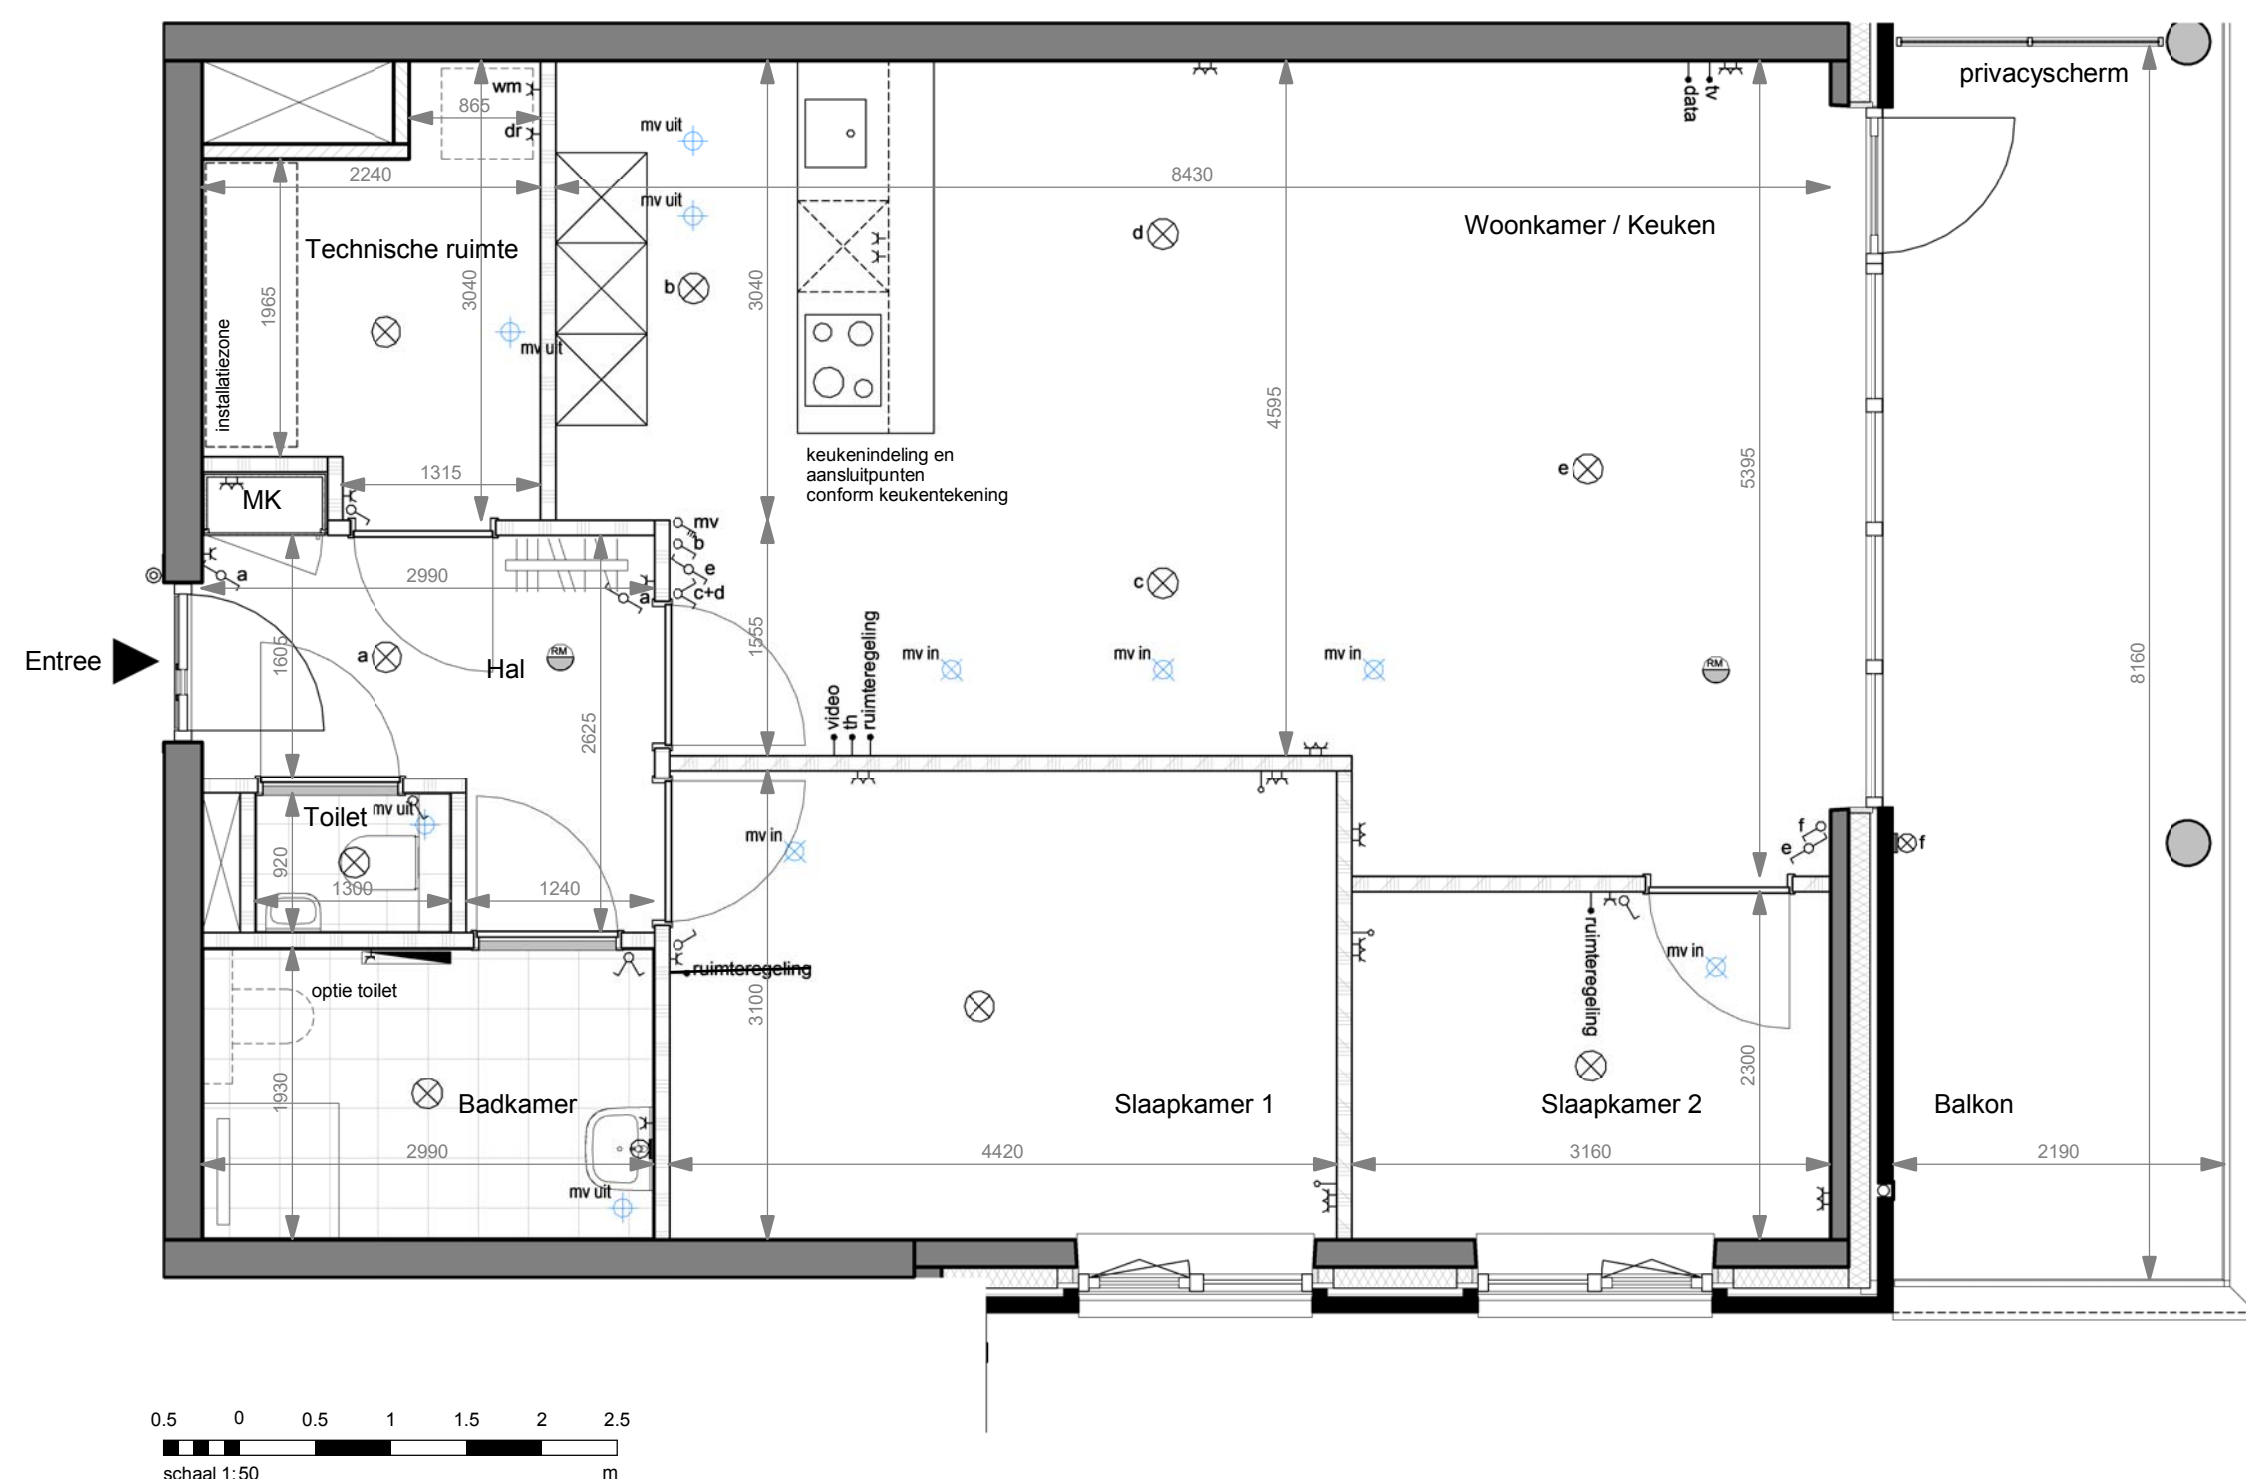 privacyscherm
wm
865
dr
mv uit
data
tv
2240
8430
mv uit
Woonkamer / Keuken
d
Technische ruimte
3040
b
3040
1965
installatiezone
mv uit
4595
5395
keukenindeling en
aansluitpunten
conform keukentekening
1315
e
MK
mv
b
e
c+d
a
2990
a
c
1605
1555
Entree
a
RM
Hal
mv in
mv in
mv in
RM
8160
video
th
ruimteregeling
2625
Toilet
mv uit
mv in
f
e
f
920
1300
1240
ruimteregeling
ruimteregeling
mv in
optie toilet
3100
1930
2300
Badkamer
Slaapkamer 1
Slaapkamer 2
Balkon
2990
4420
3160
2190
mv uit
0.5 0 0.5 1 1.5 2 2.5
schaal 1:50 m